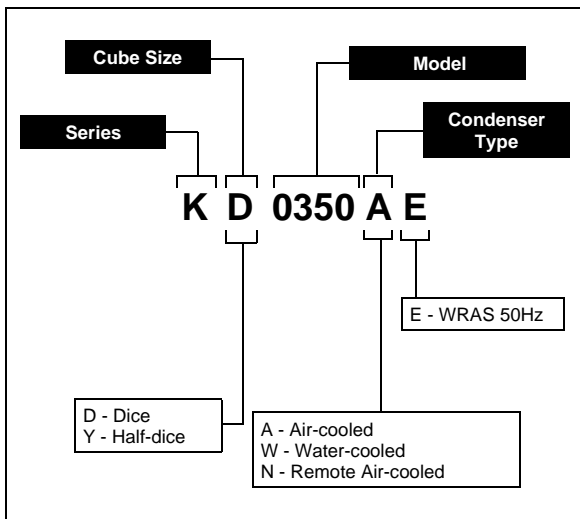 Cube Size
Model
Series
Condenser
Type
K D 0350 A E
E - WRAS 50Hz
D - Dice
Y - Half-dice
A - Air-cooled
W - Water-cooled
N - Remote Air-cooled